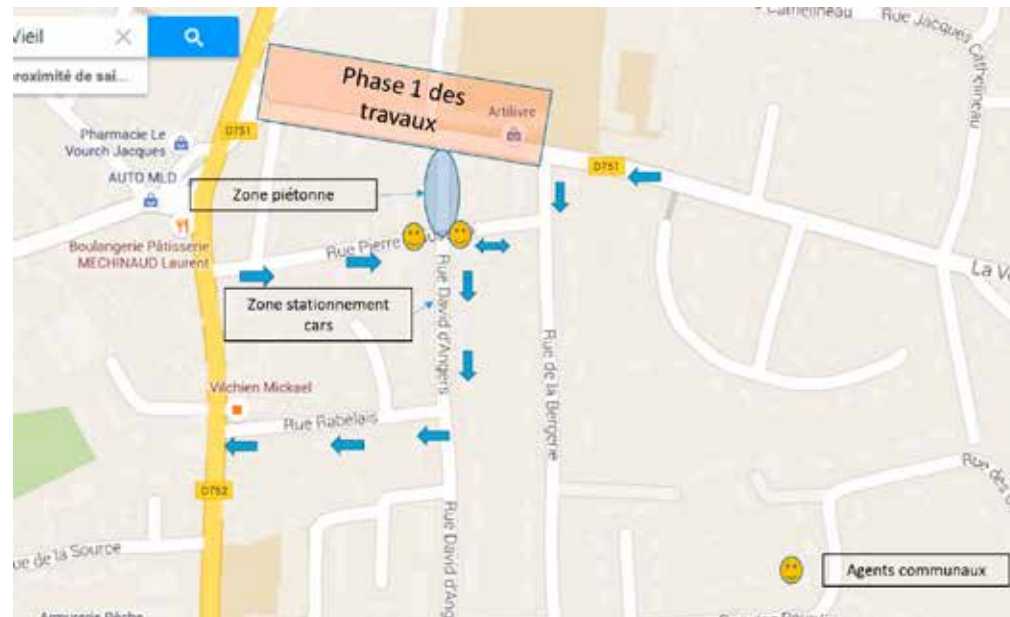 Vieil
Rue Jacques Cathelineau
proximité de sai...
Phase 1 des
travaux
Artilivre
D751
Pharmacie Le
Vourch Jacques
D751
AUTO MLD
Zone piétonne
Boulangerie Pâtisserie
MECHINAUD Laurent
Rue Pierre
La V
Zone stationnement
cars
Rue David d'Angers
Rue de la Bergerie
Vilchien Mickael
Rue Rabelais
Rue des
D752
Rue David d'Ang
ue de la Source
Agents communaux